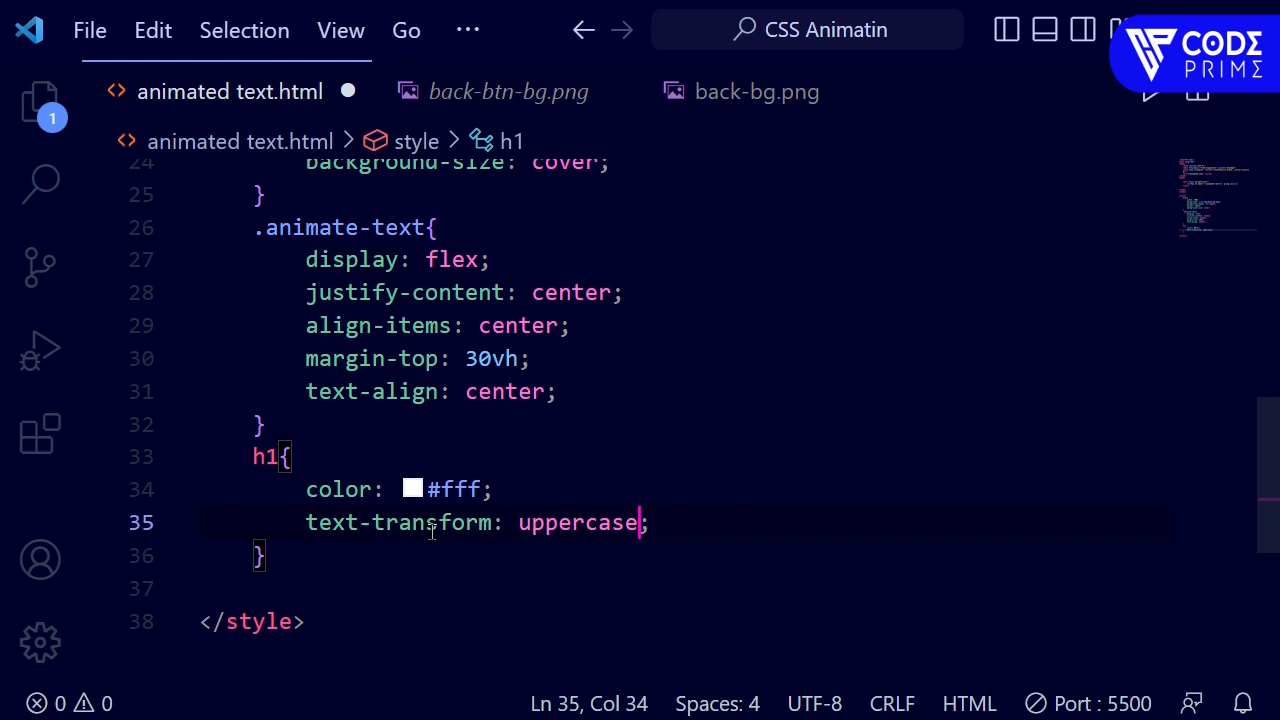 File Edit Selection View Go ··· CSS Animatin
CODE
PRIME
animated text.html back-btn-bg.png back-bg.png
1
animated text.html > style > h1
24 background-size: cover;
25 }
26 .animate-text{
27 display: flex;
28 justify-content: center;
29 align-items: center;
30 margin-top: 30vh;
31 text-align: center;
32 }
33 h1{
34 color: #fff;
35 text-transform: uppercase;
36 }
37
38 </style>
0 0 Ln 35, Col 34 Spaces: 4 UTF-8 CRLF HTML Port : 5500